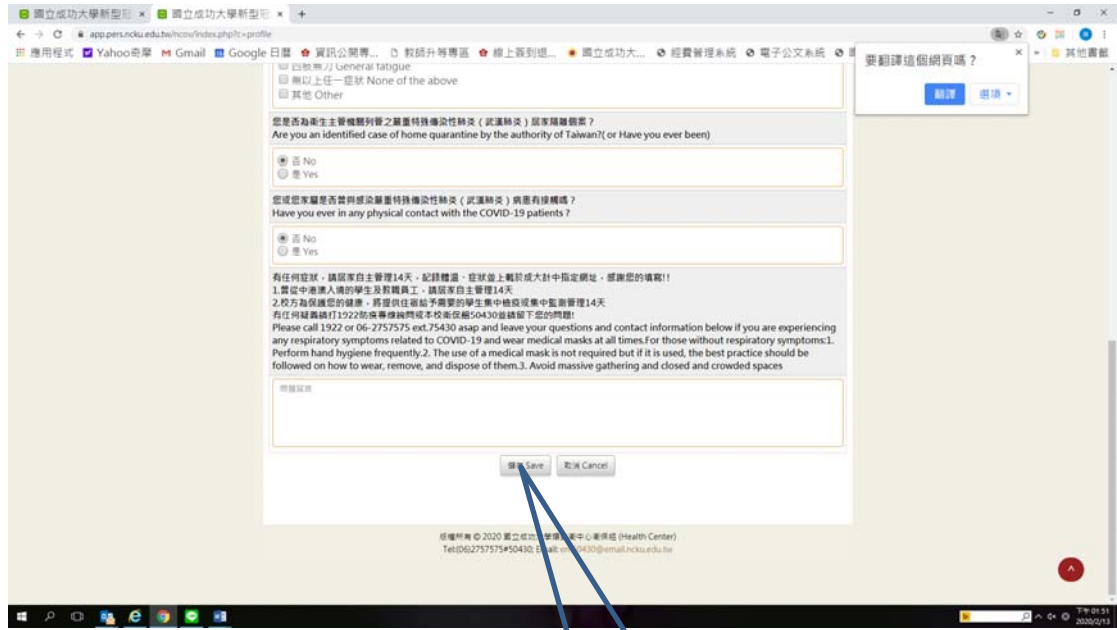 國立成功大學新型冠
國立成功大學新型冠
app.pers.ncku.edu.tw/ncov/index.php?c=profile
應用程式
Yahoo奇摩
Gmail
Google 日曆
資訊公開專...
教師升等專區
線上簽到退...
國立成功大...
經費管理系統
電子公文系統
其他書籤
要翻譯這個網頁嗎？
翻譯
選項
四肢無力 General fatigue
無以上任一症狀 None of the above
其他 Other
您是否為衛生主管機關列管之嚴重特殊傳染性肺炎 ( 武漢肺炎 ) 居家隔離個案？
Are you an identified case of home quarantine by the authority of Taiwan?( or Have you ever been)
否 No
是 Yes
您或您家屬是否曾與感染嚴重特殊傳染性肺炎 ( 武漢肺炎 ) 病患有接觸嗎？
Have you ever in any physical contact with the COVID-19 patients ?
否 No
是 Yes
有任何症狀，請居家自主管理14天，記錄體溫、症狀並上載於成大計中指定網址，感謝您的填寫!!
1.曾從中港澳入境的學生及教職員工，請居家自主管理14天
2.校方為保護您的健康，將提供住宿給予需要的學生集中檢疫或集中監測管理14天
有任何疑義請打1922防疫專線詢問或本校衛保組50430並請留下您的問題!
Please call 1922 or 06-2757575 ext.75430 asap and leave your questions and contact information below if you are experiencing
any respiratory symptoms related to COVID-19 and wear medical masks at all times.For those without respiratory symptoms:1.
Perform hand hygiene frequently.2. The use of a medical mask is not required but if it is used, the best practice should be
followed on how to wear, remove, and dispose of them.3. Avoid massive gathering and closed and crowded spaces
問題留言
Save
取消 Cancel
版權所有 © 2020 國立成功大學 中心衛保組 (Health Center)
Tel:(06)2757575#50430; 50430@email.ncku.edu.tw
下午 01:51
2020/2/13